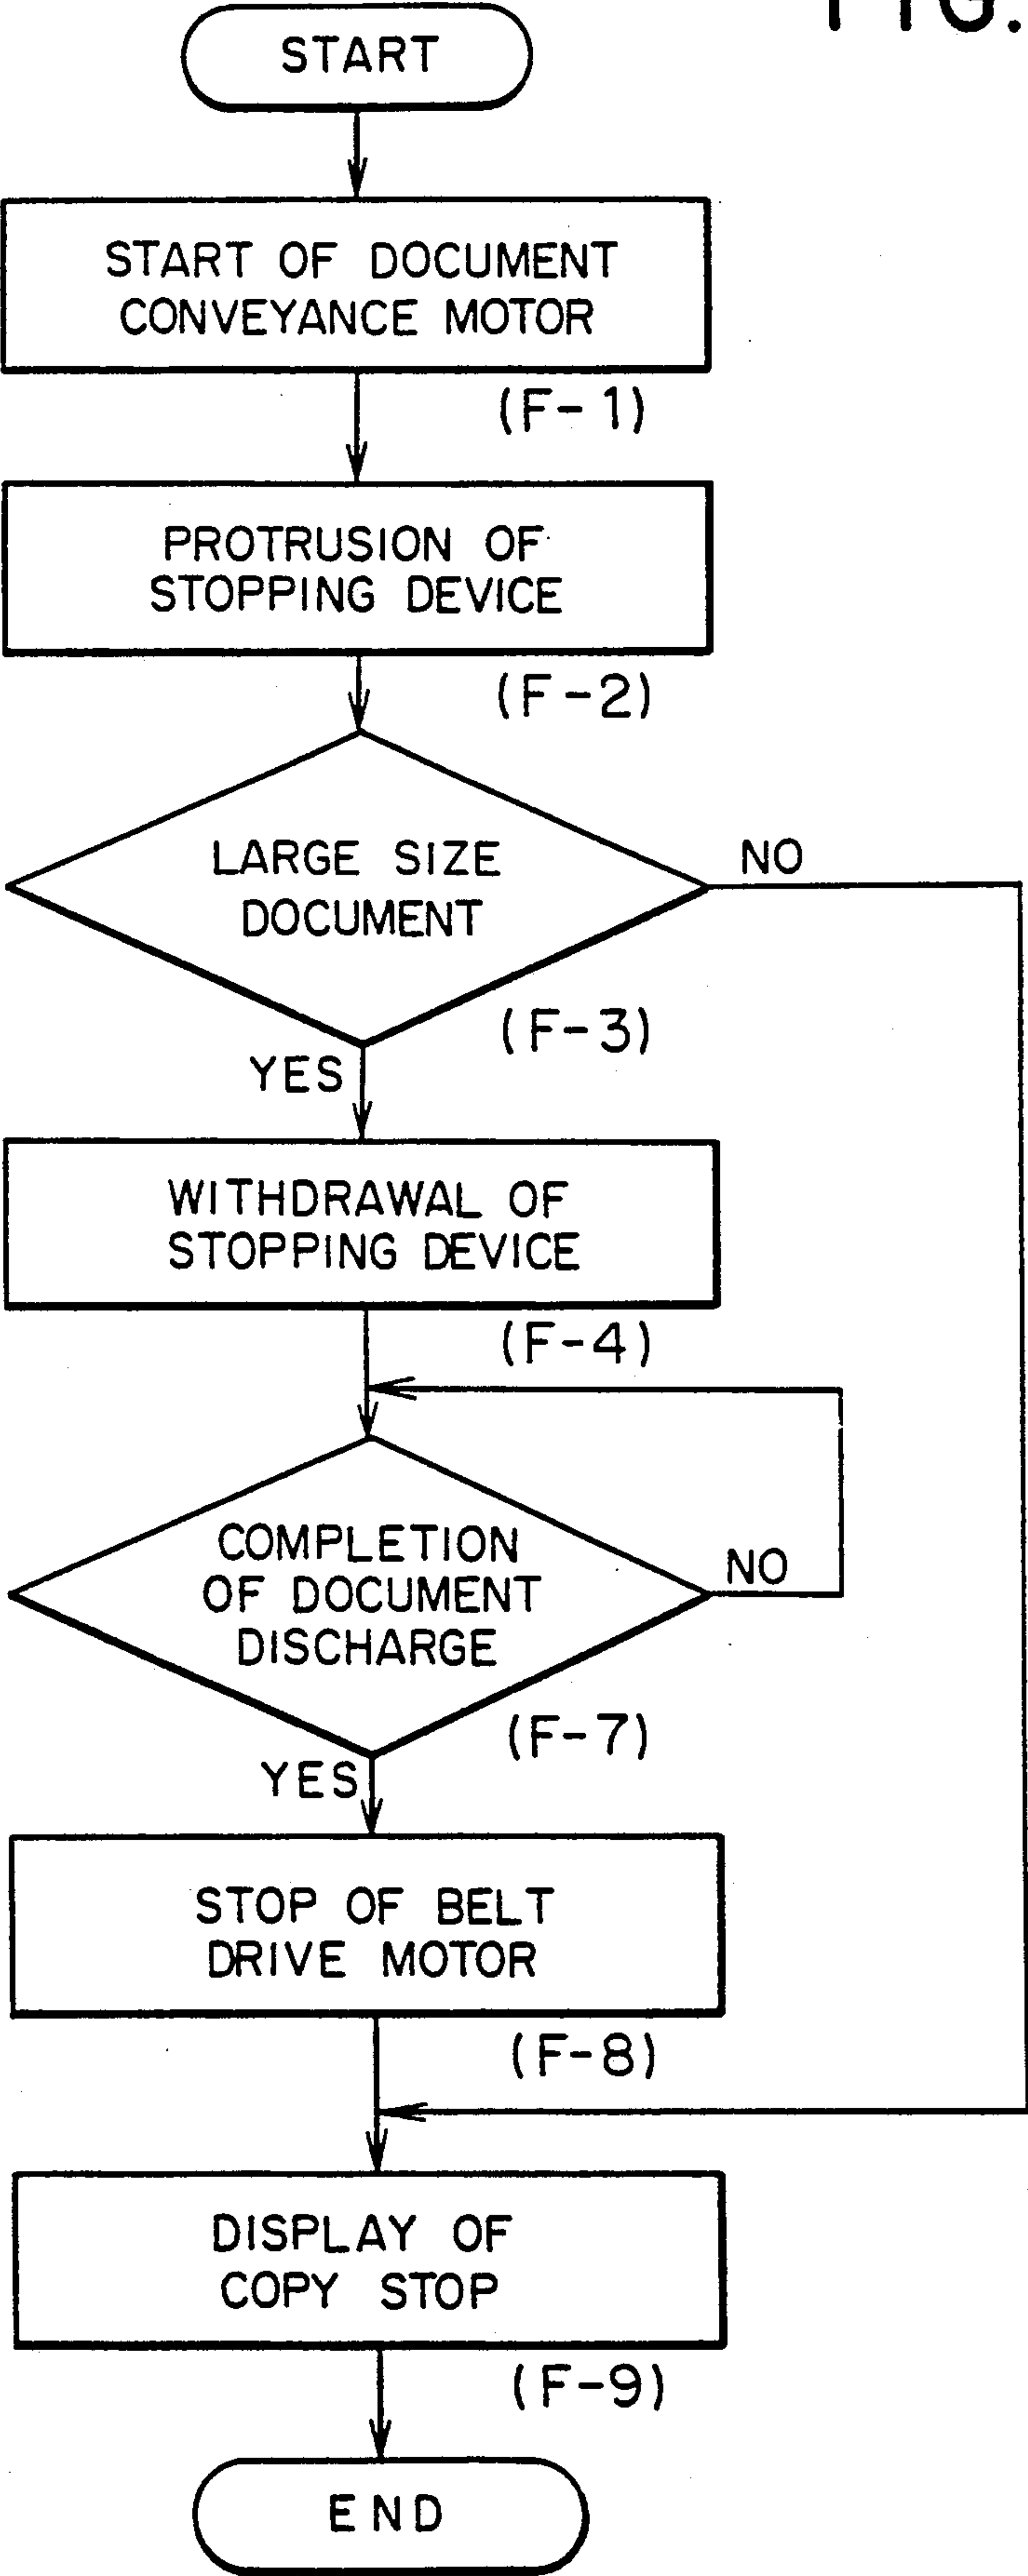 FIG.
START
START OF DOCUMENT
CONVEYANCE MOTOR
(F-1)
PROTRUSION OF
STOPPING DEVICE
(F-2)
LARGE SIZE
DOCUMENT
NO
(F-3)
YES
WITHDRAWAL OF
STOPPING DEVICE
(F-4)
COMPLETION
OF DOCUMENT
DISCHARGE
NO
(F-7)
YES
STOP OF BELT
DRIVE MOTOR
(F-8)
DISPLAY OF
COPY STOP
(F-9)
END